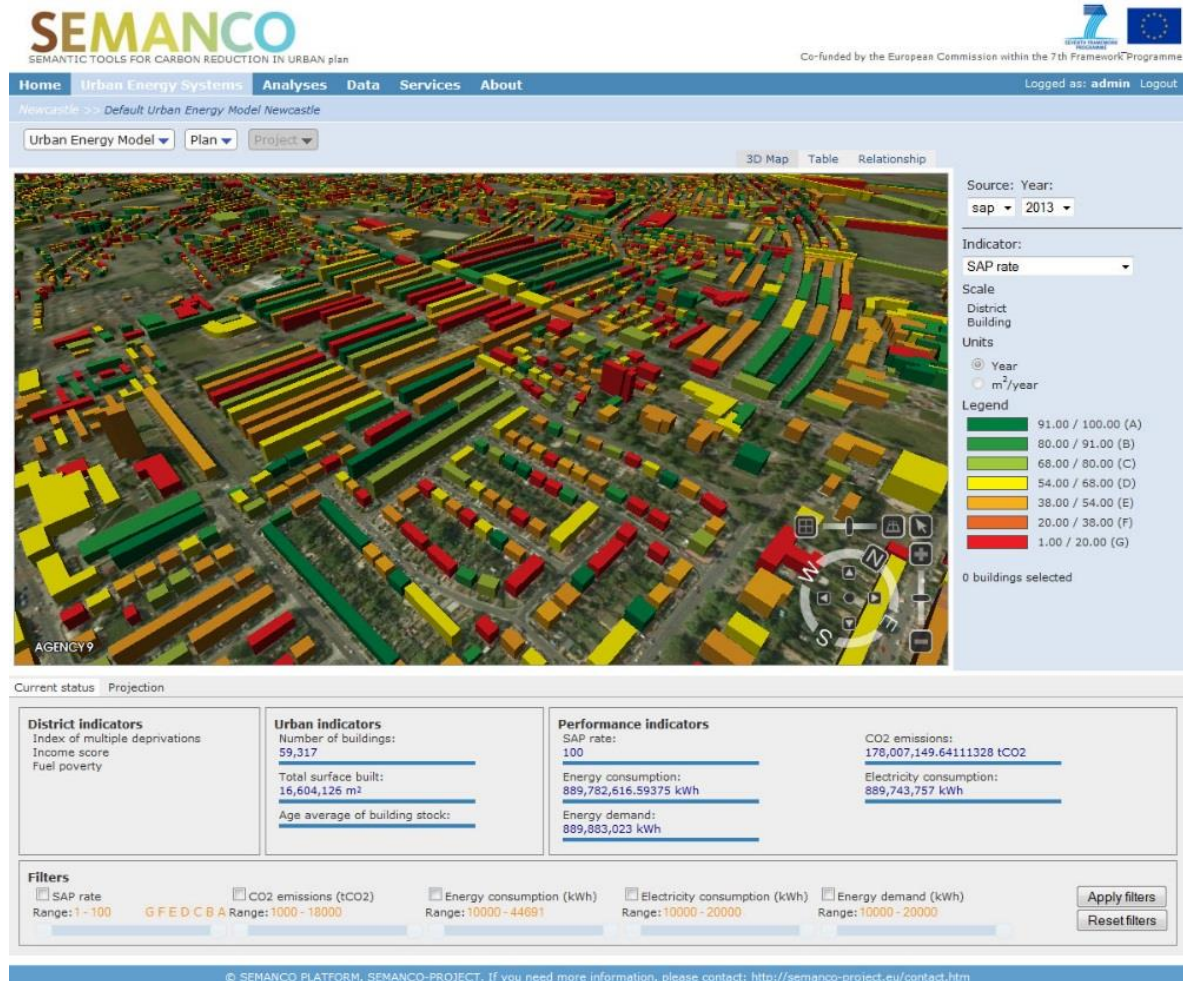 SEMANCO
SEMANTIC TOOLS FOR CARBON REDUCTION IN URBAN plan
SEVENTH FRAMEWORK PROGRAMME
Co-funded by the European Commission within the 7th Framework Programme
Home Urban Energy Systems Analyses Data Services About
Logged as: admin Logout
Newcastle >> Default Urban Energy Model Newcastle
Urban Energy Model Plan Project
3D Map Table Relationship
Source: Year:
sap 2013
Indicator:
SAP rate
Scale
District
Building
Units
Year
m²/year
Legend
91.00 / 100.00 (A)
80.00 / 91.00 (B)
68.00 / 80.00 (C)
54.00 / 68.00 (D)
38.00 / 54.00 (E)
20.00 / 38.00 (F)
1.00 / 20.00 (G)
0 buildings selected
N
W
E
S
AGENCY9
Current status Projection
District indicators
Index of multiple deprivations
Income score
Fuel poverty
Urban indicators
Number of buildings:
59,317
Total surface built:
16,604,126 m²
Age average of building stock:
Performance indicators
SAP rate:
100
Energy consumption:
889,782,616.59375 kWh
Energy demand:
889,883,023 kWh
CO2 emissions:
178,007,149.64111328 tCO2
Electricity consumption:
889,743,757 kWh
Filters
SAP rate CO2 emissions (tCO2) Energy consumption (kWh) Electricity consumption (kWh) Energy demand (kWh)
Range: 1 - 100 G F E D C B A Range: 1000 - 18000 Range: 10000 - 44691 Range: 10000 - 20000 Range: 10000 - 20000
Apply filters
Reset filters
© SEMANCO PLATFORM, SEMANCO-PROJECT. If you need more information, please contact: http://semanco-project.eu/contact.htm